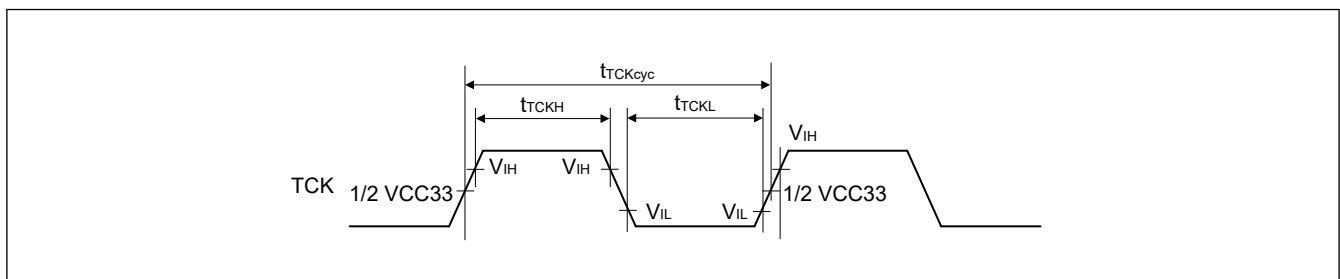 tTCKcyc
tTCKH tTCKL
VIH
VIH VIH
TCK 1/2 VCC33 1/2 VCC33
VIL VIL